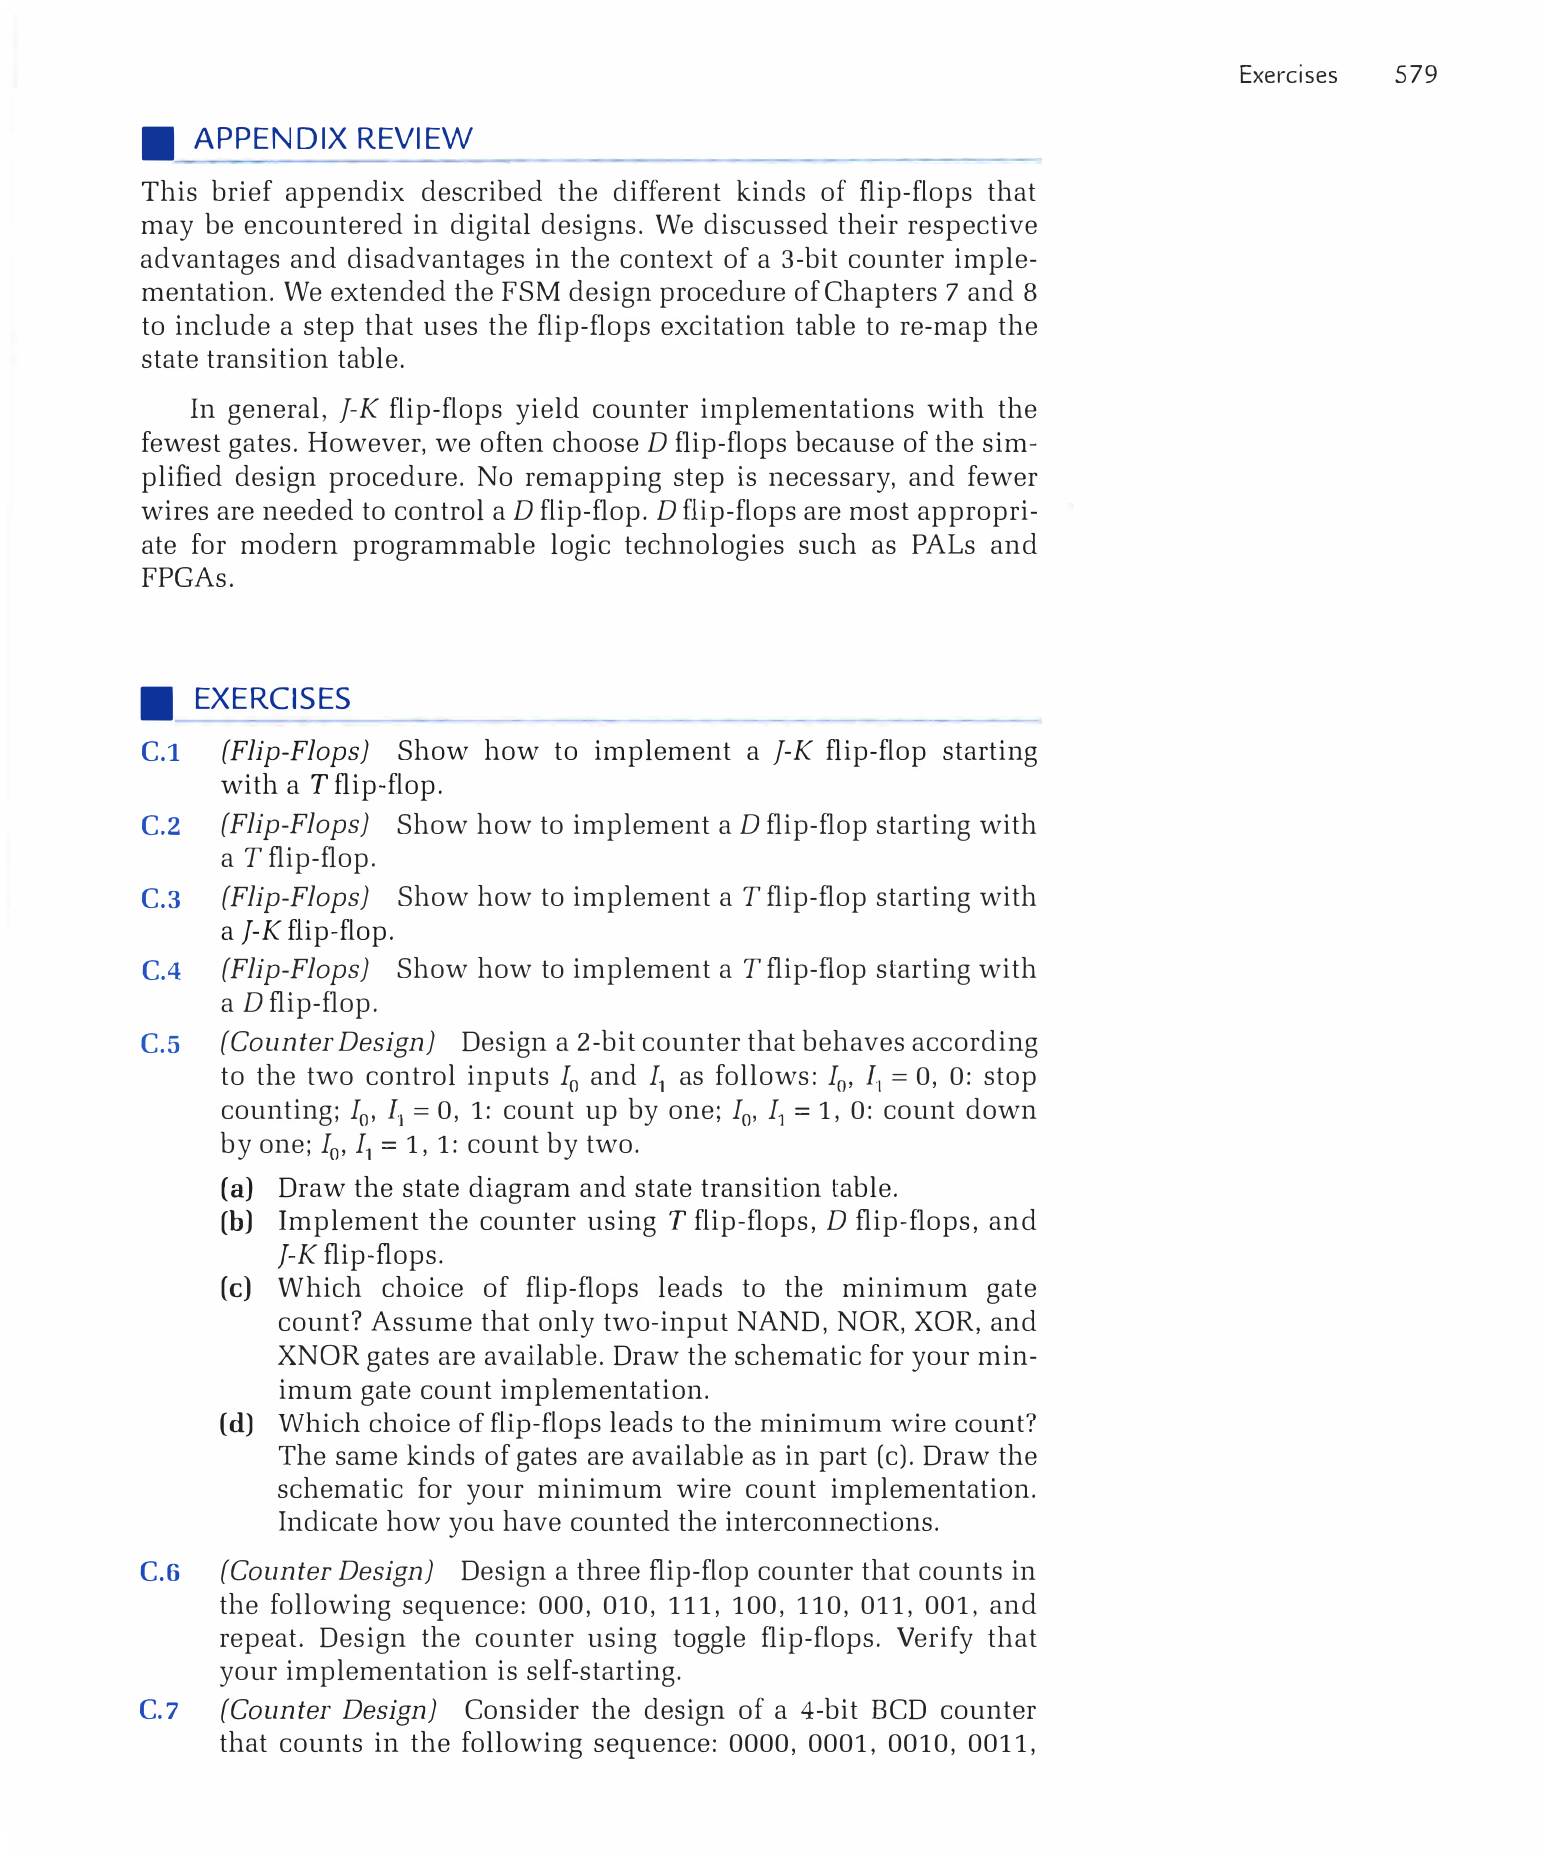 Exercises 579
APPENDIX REVIEW
This brief appendix described the different kinds of flip-flops that
may be encountered in digital designs. We discussed their respective
advantages and disadvantages in the context of a 3-bit counter imple-
mentation. We extended the FSM design procedure of Chapters 7 and 8
to include a step that uses the flip-flops excitation table to re-map the
state transition table.
In general, J-K flip-flops yield counter implementations with the
fewest gates. However, we often choose D flip-flops because of the sim-
plified design procedure. No remapping step is necessary, and fewer
wires are needed to control a D flip-flop. D flip-flops are most appropri-
ate for modern programmable logic technologies such as PALs and
FPGAs.
EXERCISES
C.1 (Flip-Flops) Show how to implement a J-K flip-flop starting
with a T flip-flop.
C.2 (Flip-Flops) Show how to implement a D flip-flop starting with
a T flip-flop.
C.3 (Flip-Flops) Show how to implement a T flip-flop starting with
a J-K flip-flop.
C.4 (Flip-Flops) Show how to implement a T flip-flop starting with
a D flip-flop.
C.5 (Counter Design) Design a 2-bit counter that behaves according
to the two control inputs I₀ and I₁ as follows: I₀, I₁ = 0, 0: stop
counting; I₀, I₁ = 0, 1: count up by one; I₀, I₁ = 1, 0: count down
by one; I₀, I₁ = 1, 1: count by two.
(a) Draw the state diagram and state transition table.
(b) Implement the counter using T flip-flops, D flip-flops, and
J-K flip-flops.
(c) Which choice of flip-flops leads to the minimum gate
count? Assume that only two-input NAND, NOR, XOR, and
XNOR gates are available. Draw the schematic for your min-
imum gate count implementation.
(d) Which choice of flip-flops leads to the minimum wire count?
The same kinds of gates are available as in part (c). Draw the
schematic for your minimum wire count implementation.
Indicate how you have counted the interconnections.
C.6 (Counter Design) Design a three flip-flop counter that counts in
the following sequence: 000, 010, 111, 100, 110, 011, 001, and
repeat. Design the counter using toggle flip-flops. Verify that
your implementation is self-starting.
C.7 (Counter Design) Consider the design of a 4-bit BCD counter
that counts in the following sequence: 0000, 0001, 0010, 0011,